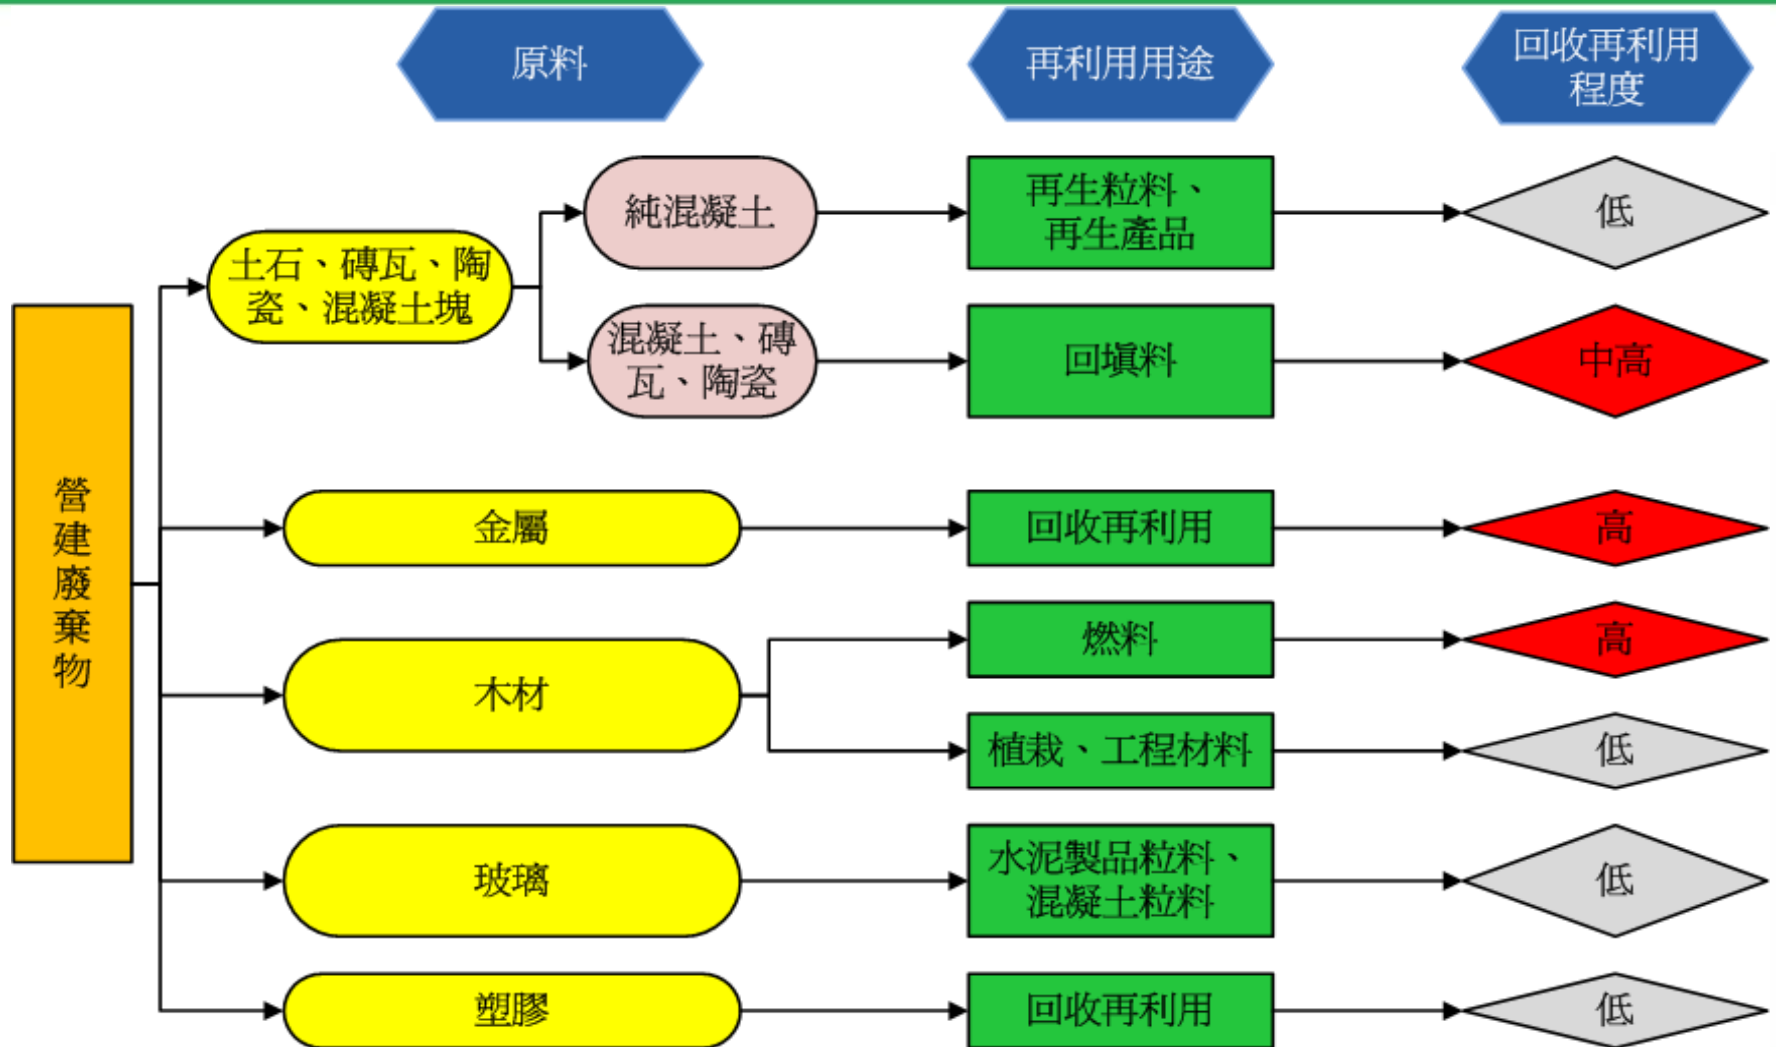 原料
再利用用途
回收再利用
程度
營建廢棄物
土石、磚瓦、陶
瓷、混凝土塊
純混凝土
再生粒料、
再生產品
低
混凝土、磚
瓦、陶瓷
回填料
中高
金屬
回收再利用
高
木材
燃料
高
植栽、工程材料
低
玻璃
水泥製品粒料、
混凝土粒料
低
塑膠
回收再利用
低